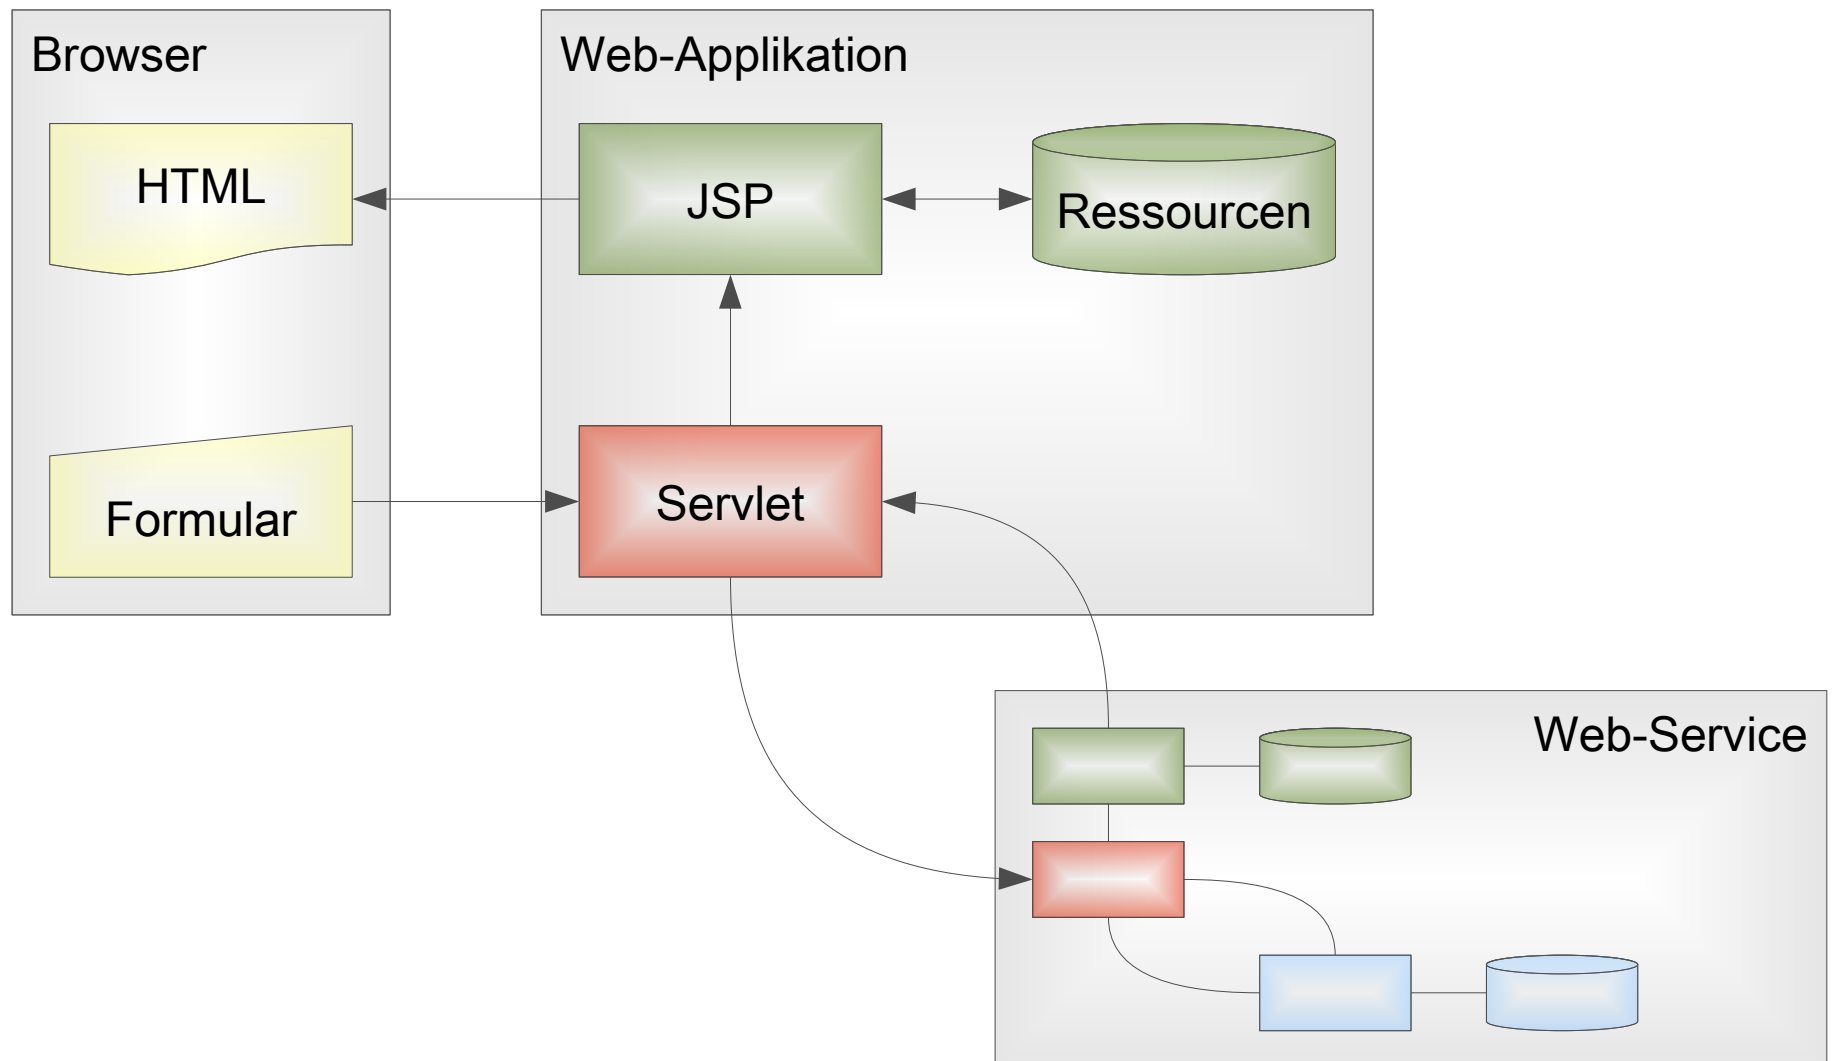 Browser
Web-Applikation
HTML
JSP
Ressourcen
Formular
Servlet
Web-Service